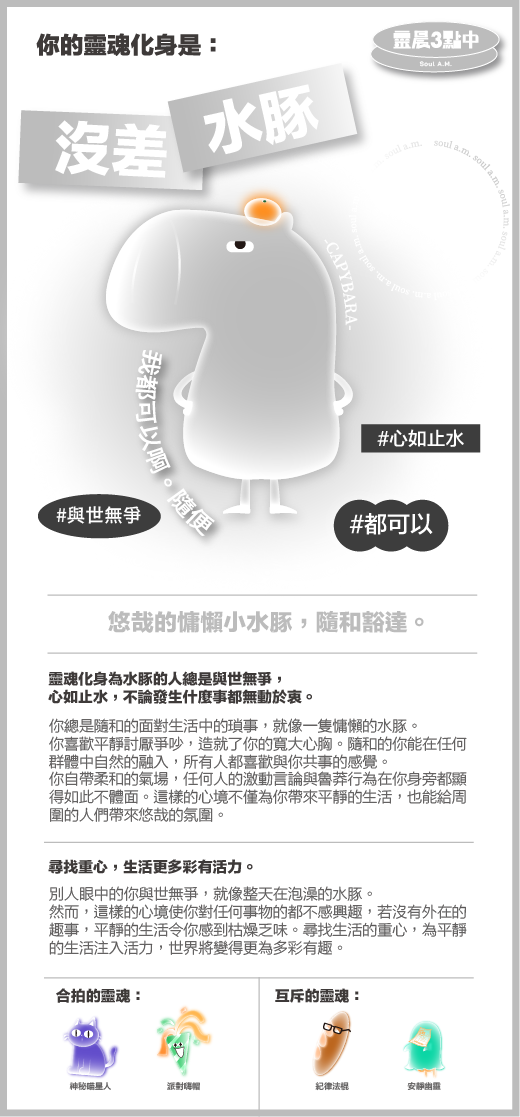 你的靈魂化身是：
靈晨3點中
Soul A.M.
沒差
水豚
soul a.m. soul a.m. soul a.m. soul a.m. soul a.m. soul a.m. soul a.m.
-CAPYBARA-
我都可以啊。隨便
#心如止水
#與世無爭
#都可以
悠哉的慵懶小水豚，隨和豁達。
靈魂化身為水豚的人總是與世無爭，
心如止水，不論發生什麼事都無動於衷。
你總是隨和的面對生活中的瑣事，就像一隻慵懶的水豚。
你喜歡平靜討厭爭吵，造就了你的寬大心胸。隨和的你能在任何
群體中自然的融入，所有人都喜歡與你共事的感覺。
你自帶柔和的氣場，任何人的激動言論與魯莽行為在你身旁都顯
得如此不體面。這樣的心境不僅為你帶來平靜的生活，也能給周
圍的人們帶來悠哉的氛圍。
尋找重心，生活更多彩有活力。
別人眼中的你與世無爭，就像整天在泡澡的水豚。
然而，這樣的心境使你對任何事物的都不感興趣，若沒有外在的
趣事，平靜的生活令你感到枯燥乏味。尋找生活的重心，為平靜
的生活注入活力，世界將變得更為多彩有趣。
合拍的靈魂：
互斥的靈魂：
神秘喵星人
派對嗨帽
紀律法棍
安靜幽靈